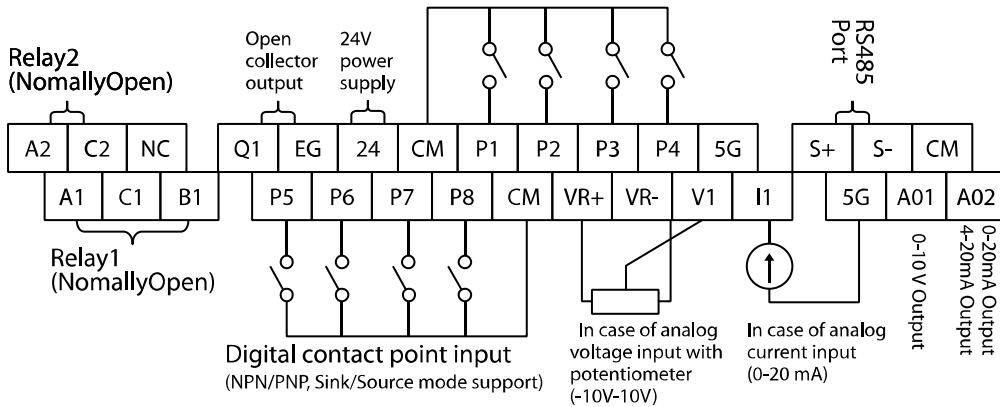 Relay2
(NomallyOpen)
Open
collector
output
24V
power
supply
RS485
Port
A2 C2 NC Q1 EG 24 CM P1 P2 P3 P4 5G S+ S- CM
A1 C1 B1 P5 P6 P7 P8 CM VR+ VR- V1 I1 5G A01 A02
Relay1
(NomallyOpen)
Digital contact point input
(NPN/PNP, Sink/Source mode support)
In case of analog
voltage input with
potentiometer
(-10V-10V)
In case of analog
current input
(0-20 mA)
0-10 V Output
0-20mA Output
4-20mA Output